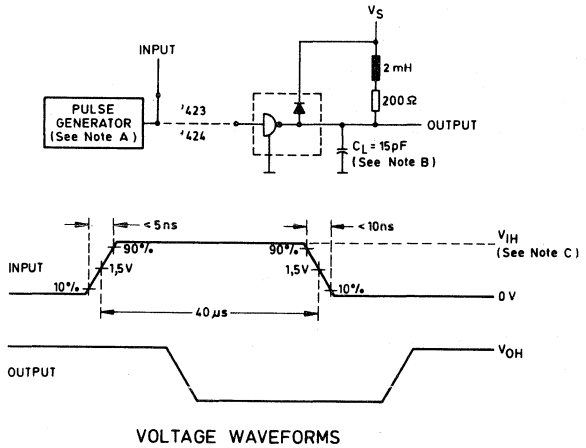 VS
INPUT
2 mH
200 Ω
PULSE
GENERATOR
(See Note A)
'423
'424
OUTPUT
CL = 15pF
(See Note B)
<5ns
<10ns
90%
90%
VIH
(See Note C)
INPUT
1,5V
1,5V
10%
10%
0V
40 µs
VOH
OUTPUT
VOLTAGE WAVEFORMS